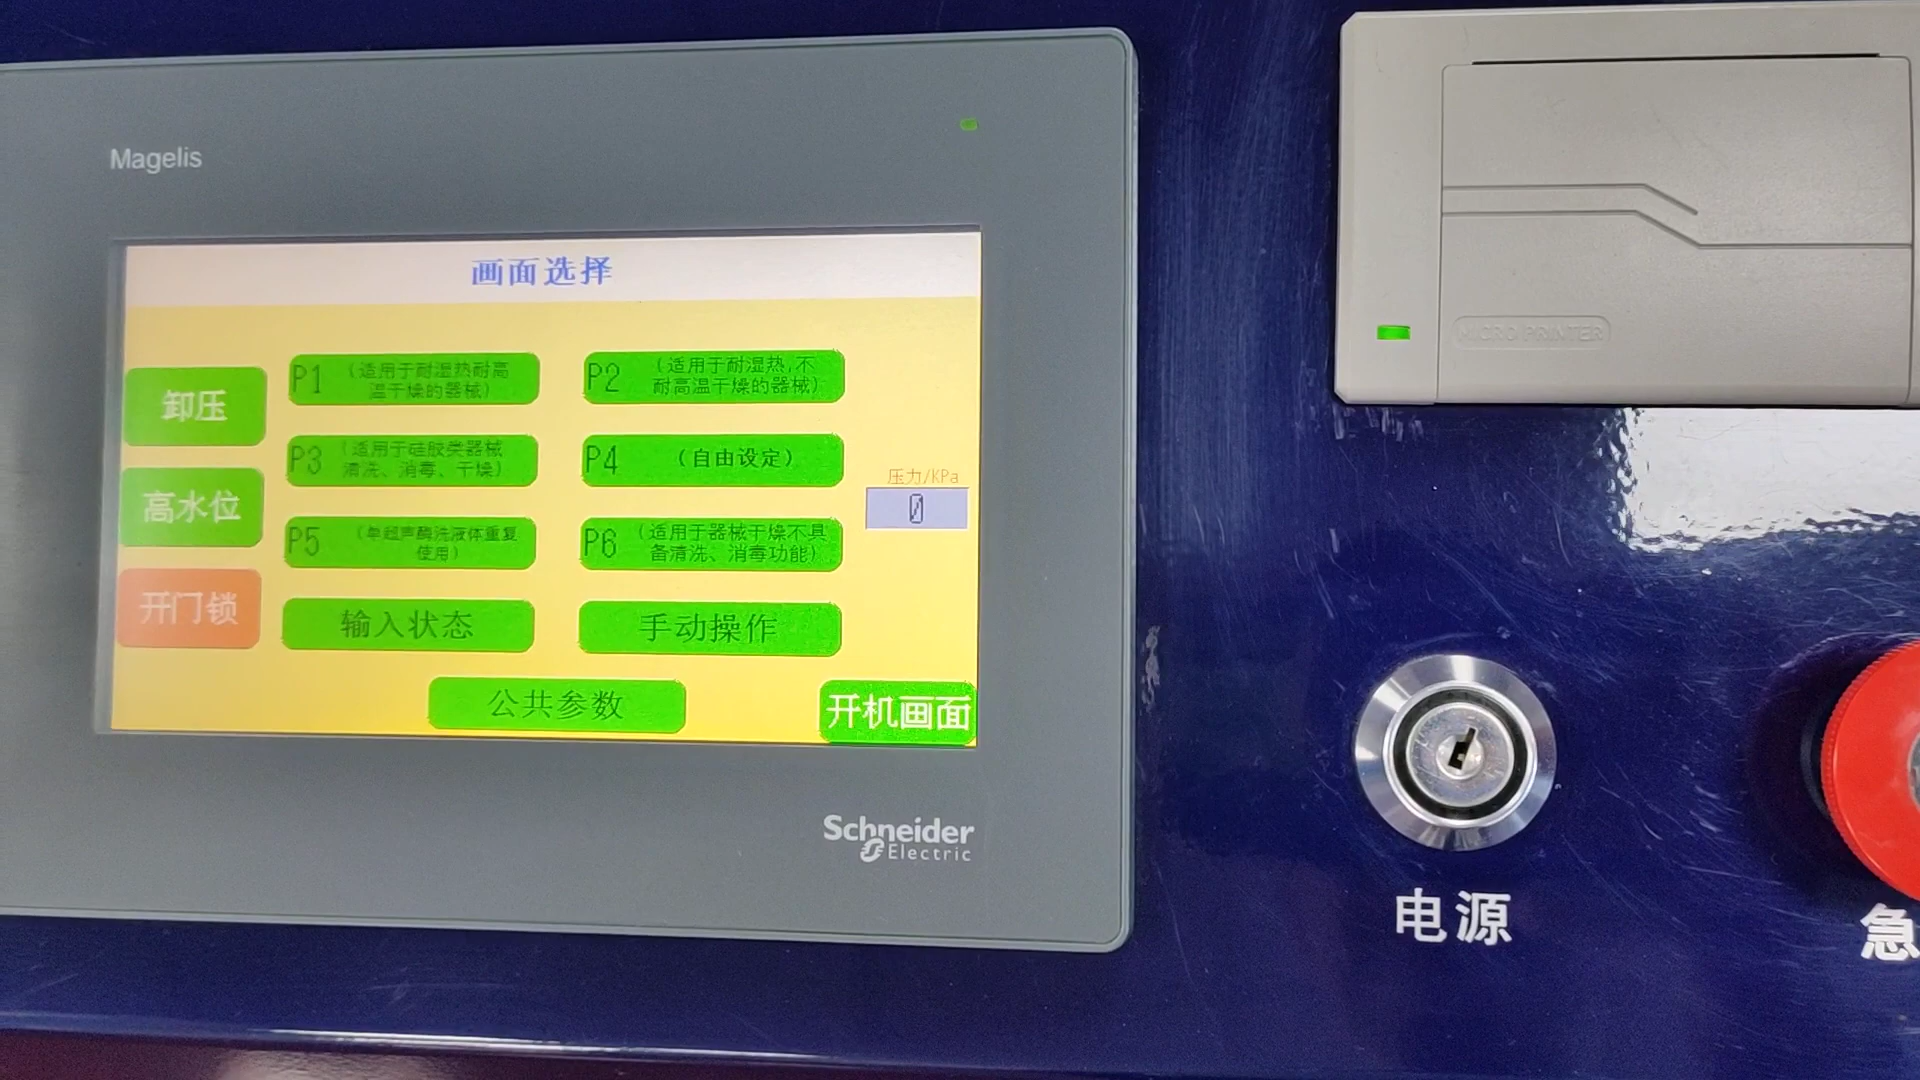 Magelis
画面选择
卸压
高水位
开门锁
P1 (适用于耐湿热耐高
温干燥的器械)
P2 (适用于耐湿热,不
耐高温干燥的器械)
P3 (适用于硅胶类器械
清洗、消毒、干燥)
P4 (自由设定)
P5 (单超声酶洗液体重复
使用)
P6 (适用于器械干燥不具
备清洗、消毒功能)
压力/KPa
0
输入状态
手动操作
公共参数
开机画面
Schneider
Electric
MICRO PRINTER
电源
急